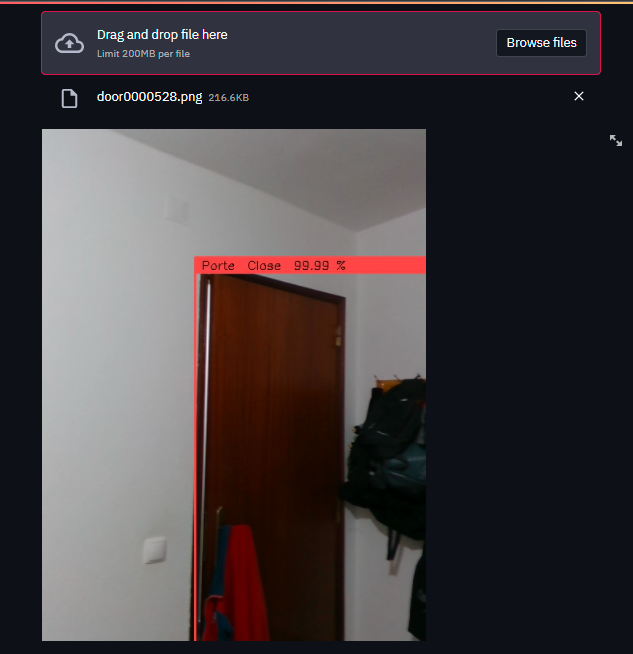 Drag and drop file here
Limit 200MB per file
Browse files
door0000528.png 216.6KB
Porte Close 99.99 %